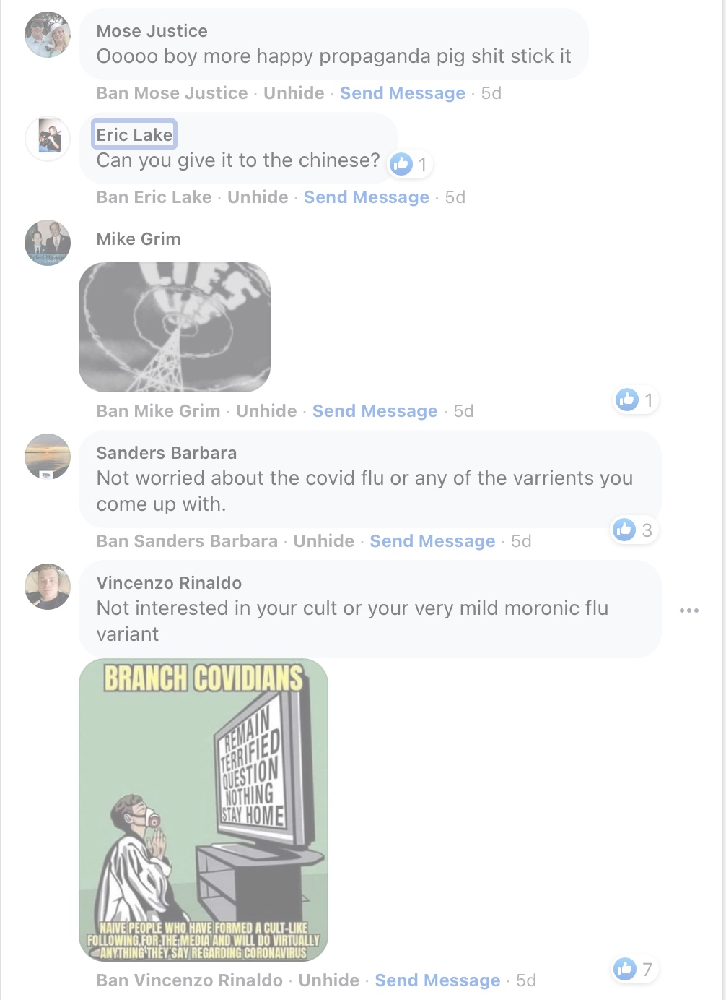 Mose Justice
Ooooo boy more happy propaganda pig shit stick it
Ban Mose Justice · Unhide · Send Message · 5d
Eric Lake
Can you give it to the chinese?
1
Ban Eric Lake · Unhide · Send Message · 5d
Mike Grim
LIES
LIES
1
Ban Mike Grim · Unhide · Send Message · 5d
Sanders Barbara
Not worried about the covid flu or any of the varrients you
come up with.
3
Ban Sanders Barbara · Unhide · Send Message · 5d
Vincenzo Rinaldo
Not interested in your cult or your very mild moronic flu
variant
BRANCH COVIDIANS
REMAIN
TERRIFIED
QUESTION
NOTHING
STAY HOME
NAIVE PEOPLE WHO HAVE FORMED A CULT-LIKE
FOLLOWING FOR THE MEDIA AND WILL DO VIRTUALLY
ANYTHING THEY SAY REGARDING CORONAVIRUS
7
Ban Vincenzo Rinaldo · Unhide · Send Message · 5d